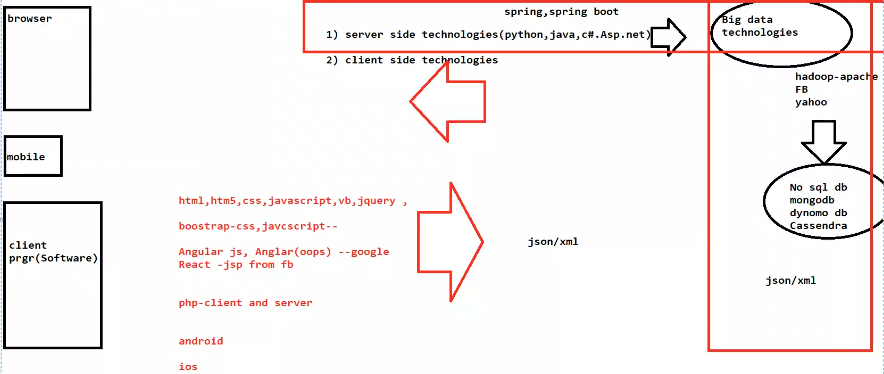 browser
mobile
client
prgr(Software)
spring,spring boot
1) server side technologies(python,java,c#.Asp.net)
2) client side technologies
html,htm5,css,javascript,vb,jquery ,
boostrap-css,javcscript--
Angular js, Anglar(oops) --google
React -jsp from fb
php-client and server
android
ios
json/xml
Big data
technologies
hadoop-apache
FB
yahoo
No sql db
mongodb
dynomo db
Cassendra
json/xml